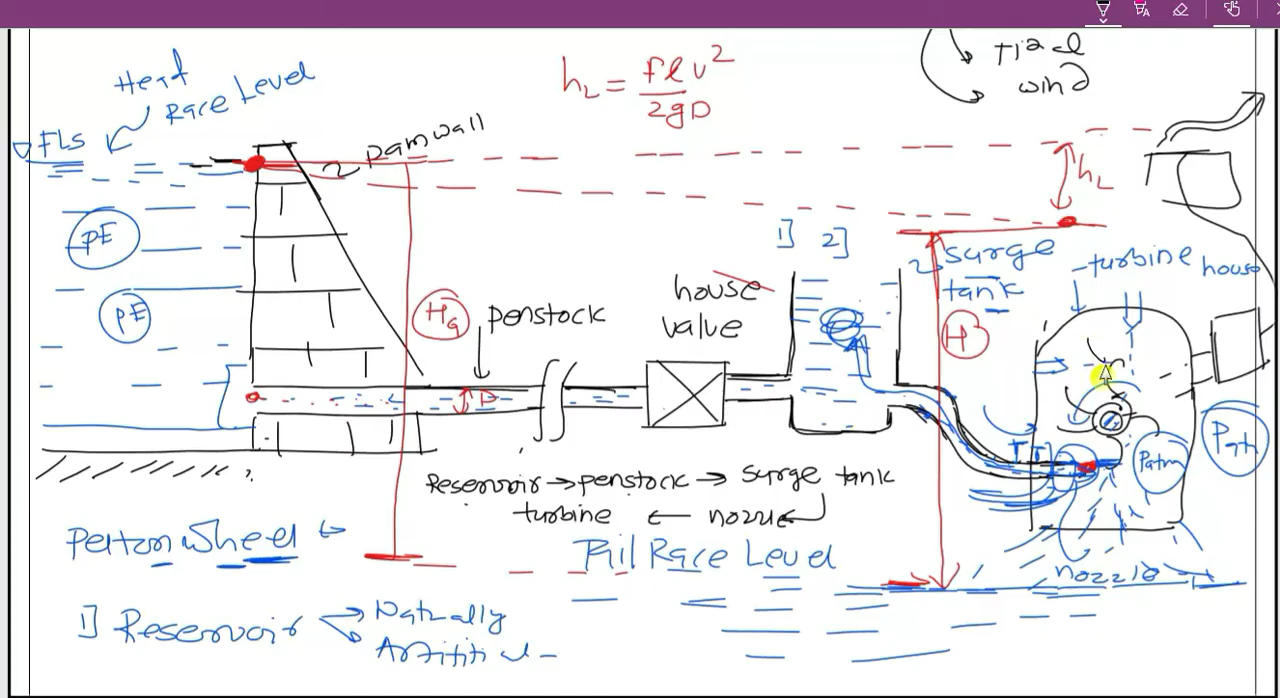 Tidal
wind
Head
Race Level
hL = flv²
2gD
FLS
Damwall
hL
PE
1] 2]
surge
tank
turbine house
PE
Hg
penstock
house
valve
H
D
Patm
Patm
Reservoir → penstock → surge tank
turbine ← nozzle
Pelton wheel
Tail Race Level
nozzle
1] Reservoir
Naturally
Artifitial